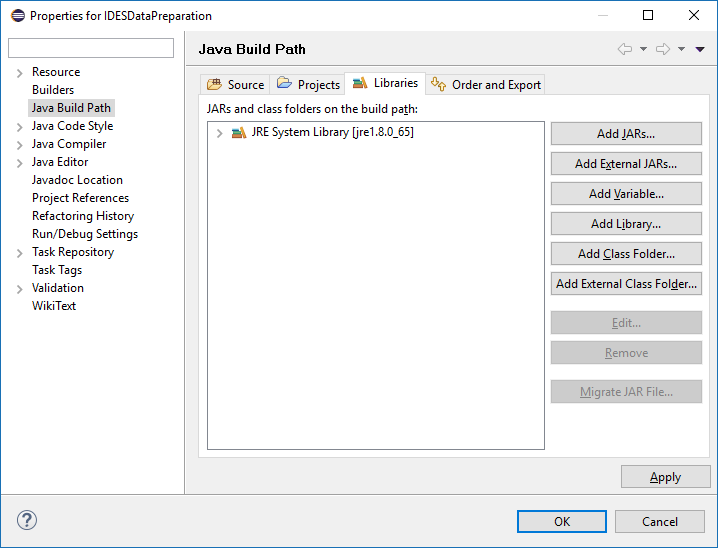 Properties for IDESDataPreparation
Java Build Path
Resource
Builders
Java Build Path
Java Code Style
Java Compiler
Java Editor
Javadoc Location
Project References
Refactoring History
Run/Debug Settings
Task Repository
Task Tags
Validation
WikiText
Source Projects Libraries Order and Export
JARs and class folders on the build path:
JRE System Library [jre1.8.0_65]
Add JARs...
Add External JARs...
Add Variable...
Add Library...
Add Class Folder...
Add External Class Folder...
Edit...
Remove
Migrate JAR File...
Apply
?
OK Cancel